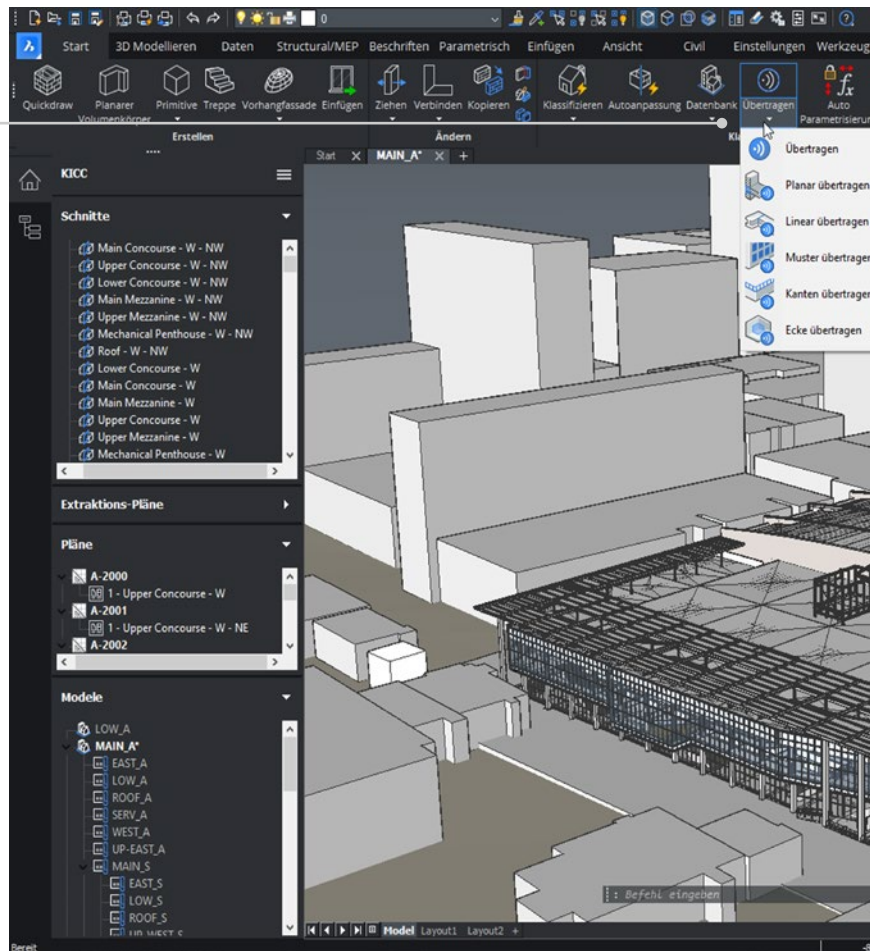 0
Start 3D Modellieren Daten Structural/MEP Beschriften Parametrisch Einfügen Ansicht Civil Einstellungen Werkzeug
Quickdraw Planarer Volumenkörper Primitive Treppe Vorhangfassade Einfügen Ziehen Verbinden Kopieren Klassifizieren Autoanpassung Datenbank Übertragen Auto Parametrisierun
Erstellen Ändern Kla
Start MAIN_A* +
Übertragen
Planar übertragen
Linear übertragen
Muster übertragen
Kanten übertragen
Ecke übertragen
KICC
Schnitte
Main Concourse - W - NW
Upper Concourse - W - NW
Lower Concourse - W - NW
Main Mezzanine - W - NW
Upper Mezzanine - W - NW
Mechanical Penthouse - W - NW
Roof - W - NW
Lower Concourse - W
Main Concourse - W
Main Mezzanine - W
Upper Concourse - W
Upper Mezzanine - W
Mechanical Penthouse - W
Extraktions-Pläne
Pläne
A-2000
1 - Upper Concourse - W
A-2001
1 - Upper Concourse - W - NE
A-2002
Modele
LOW_A
MAIN_A*
EAST_A
LOW_A
ROOF_A
SERV_A
WEST_A
UP-EAST_A
MAIN_S
EAST_S
LOW_S
ROOF_S
UP-WEST_S
: Befehl eingeben
Model Layout1 Layout2 +
Bereit